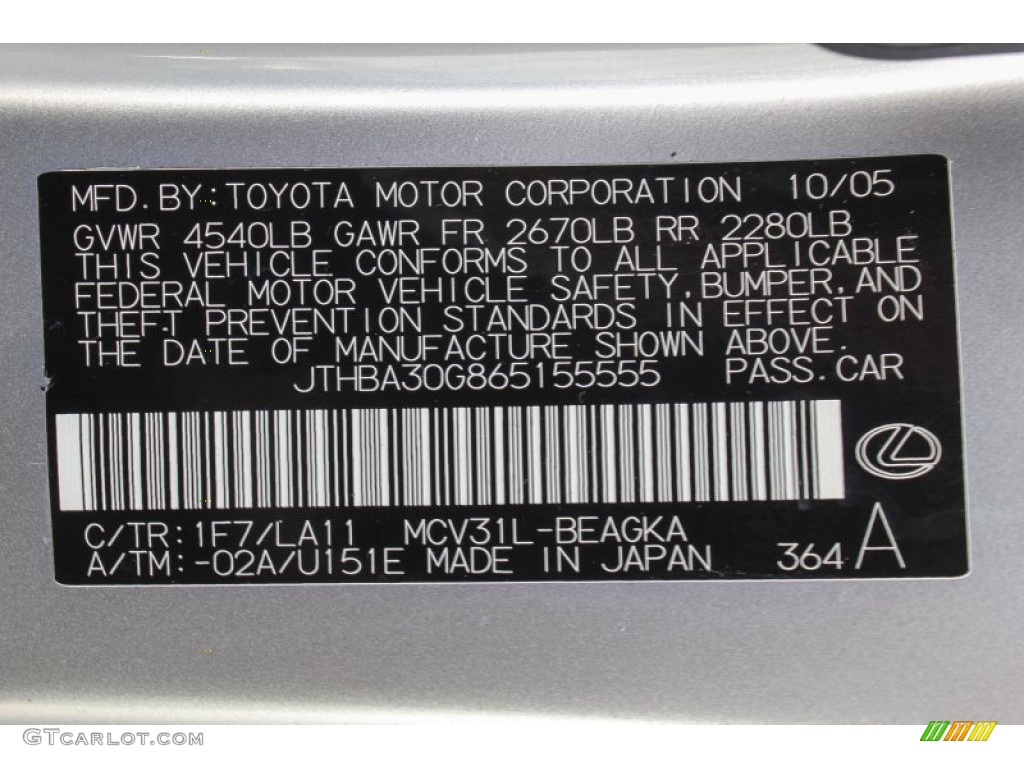 MFD. BY: TOYOTA MOTOR CORPORATION 10/05
GVWR 4540LB GAWR FR 2670LB RR 2280LB
THIS VEHICLE CONFORMS TO ALL APPLICABLE
FEDERAL MOTOR VEHICLE SAFETY, BUMPER, AND
THEFT PREVENTION STANDARDS IN EFFECT ON
THE DATE OF MANUFACTURE SHOWN ABOVE.
JTHBA30G865155555 PASS. CAR
C/TR: 1F7/LA11 MCV31L-BEAGKA
A/TM: -02A/U151E MADE IN JAPAN 364 A
GTCarlot.com